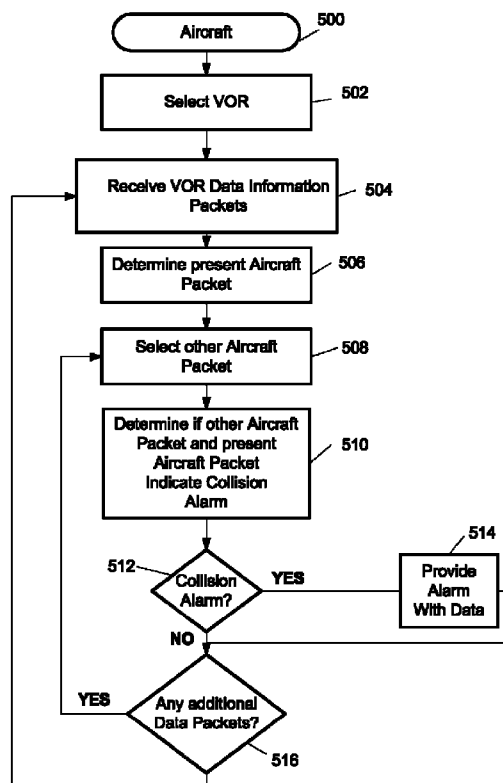 Aircraft
500
Select VOR
502
Receive VOR Data Information
Packets
504
Determine present Aircraft
Packet
506
Select other Aircraft
Packet
508
Determine if other Aircraft
Packet and present
Aircraft Packet
Indicate Collision
Alarm
510
512
Collision
Alarm?
YES
514
Provide
Alarm
With Data
NO
YES
Any additional
Data Packets?
516